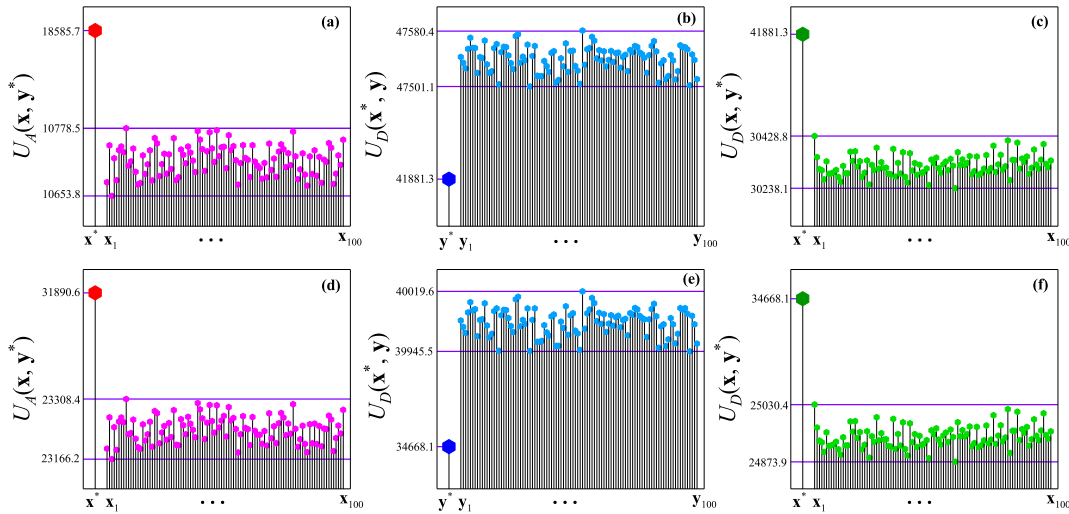 (a)
18585.7
10778.5
10653.8
U_A(x, y*)
x* x₁ ... x₁₀₀
(b)
47580.4
47501.1
41881.3
U_D(x*, y)
y* y₁ ... y₁₀₀
(c)
41881.3
30428.8
30238.1
U_D(x, y*)
x* x₁ ... x₁₀₀
(d)
31890.6
23308.4
23166.2
U_A(x, y*)
x* x₁ ... x₁₀₀
(e)
40019.6
39945.5
34668.1
U_D(x*, y)
y* y₁ ... y₁₀₀
(f)
34668.1
25030.4
24873.9
U_D(x, y*)
x* x₁ ... x₁₀₀